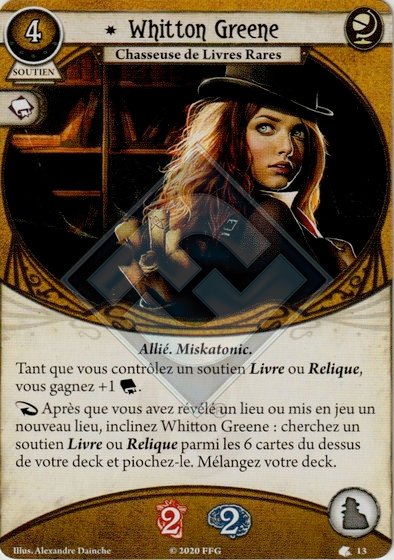 4
SOUTIEN
Whitton Greene
Chasseuse de Livres Rares
Allié. Miskatonic.
Tant que vous contrôlez un soutien Livre ou Relique,
vous gagnez +1 .
Après que vous avez révélé un lieu ou mis en jeu un
nouveau lieu, inclinez Whitton Greene : cherchez un
soutien Livre ou Relique parmi les 6 cartes du dessus
de votre deck et piochez-le. Mélangez votre deck.
2 2
Illus. Alexandre Dainche © 2020 FFG 13